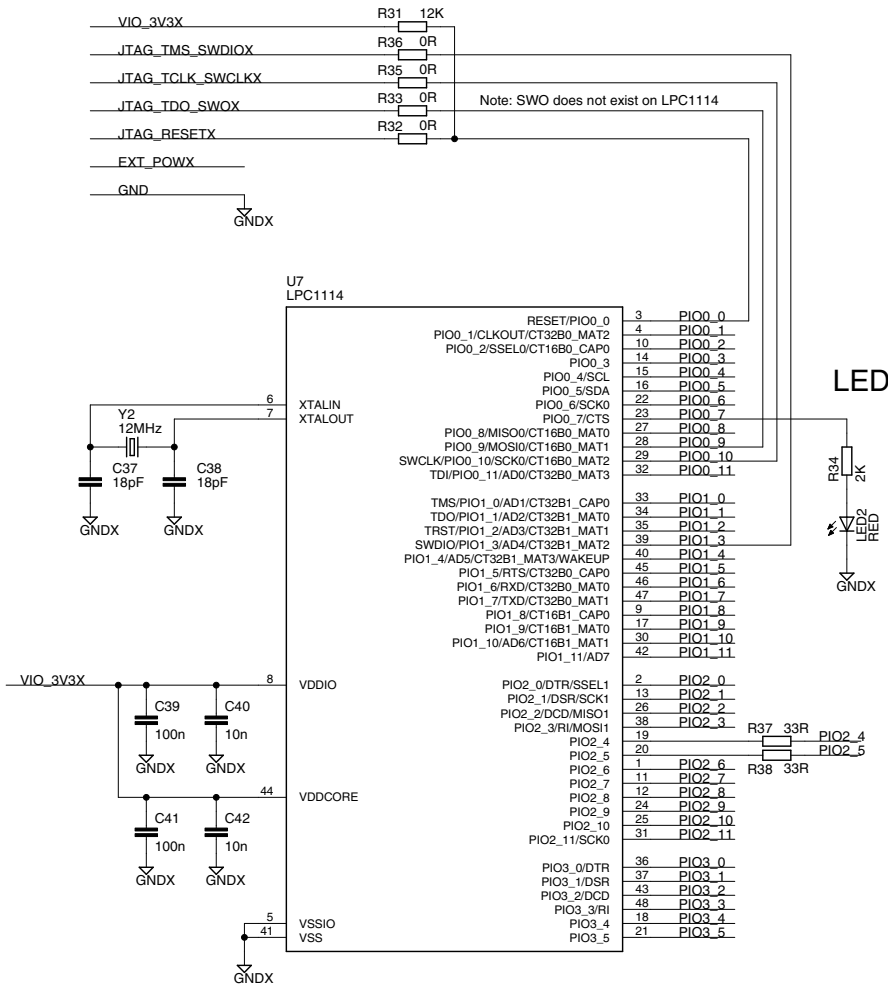 VIO_3V3X R31 12K
JTAG_TMS_SWDIOX R36 0R
JTAG_TCLK_SWCLKX R35 0R
JTAG_TDO_SWOX R33 0R Note: SWO does not exist on LPC1114
JTAG_RESETX R32 0R
EXT_POWX
GND
GNDX
U7
LPC1114
RESET/PIO0_0 3 PIO0_0
PIO0_1/CLKOUT/CT32B0_MAT2 4 PIO0_1
PIO0_2/SSEL0/CT16B0_CAP0 10 PIO0_2
PIO0_3 14 PIO0_3
PIO0_4/SCL 15 PIO0_4
PIO0_5/SDA 16 PIO0_5
PIO0_6/SCK0 22 PIO0_6
PIO0_7/CTS 23 PIO0_7
PIO0_8/MISO0/CT16B0_MAT0 27 PIO0_8
PIO0_9/MOSI0/CT16B0_MAT1 28 PIO0_9
SWCLK/PIO0_10/SCK0/CT16B0_MAT2 29 PIO0_10
TDI/PIO0_11/AD0/CT32B0_MAT3 32 PIO0_11
6 XTALIN
7 XTALOUT
Y2
12MHz
C37
18pF
C38
18pF
GNDX GNDX
LED
R34
2K
LED2
RED
GNDX
TMS/PIO1_0/AD1/CT32B1_CAP0 33 PIO1_0
TDO/PIO1_1/AD2/CT32B1_MAT0 34 PIO1_1
TRST/PIO1_2/AD3/CT32B1_MAT1 35 PIO1_2
SWDIO/PIO1_3/AD4/CT32B1_MAT2 39 PIO1_3
PIO1_4/AD5/CT32B1_MAT3/WAKEUP 40 PIO1_4
PIO1_5/RTS/CT32B0_CAP0 45 PIO1_5
PIO1_6/RXD/CT32B0_MAT0 46 PIO1_6
PIO1_7/TXD/CT32B0_MAT1 47 PIO1_7
PIO1_8/CT16B1_CAP0 9 PIO1_8
PIO1_9/CT16B1_MAT0 17 PIO1_9
PIO1_10/AD6/CT16B1_MAT1 30 PIO1_10
PIO1_11/AD7 42 PIO1_11
VIO_3V3X 8 VDDIO
C39
100n
C40
10n
GNDX GNDX
44 VDDCORE
C41
100n
C42
10n
GNDX GNDX
5 VSSIO
41 VSS
GNDX
PIO2_0/DTR/SSEL1 2 PIO2_0
PIO2_1/DSR/SCK1 13 PIO2_1
PIO2_2/DCD/MISO1 26 PIO2_2
PIO2_3/RI/MOSI1 38 PIO2_3
PIO2_4 19 R37 33R PIO2_4
PIO2_5 20 R38 33R PIO2_5
PIO2_6 1 PIO2_6
PIO2_7 11 PIO2_7
PIO2_8 12 PIO2_8
PIO2_9 24 PIO2_9
PIO2_10 25 PIO2_10
PIO2_11/SCK0 31 PIO2_11
PIO3_0/DTR 36 PIO3_0
PIO3_1/DSR 37 PIO3_1
PIO3_2/DCD 43 PIO3_2
PIO3_3/RI 48 PIO3_3
PIO3_4 18 PIO3_4
PIO3_5 21 PIO3_5